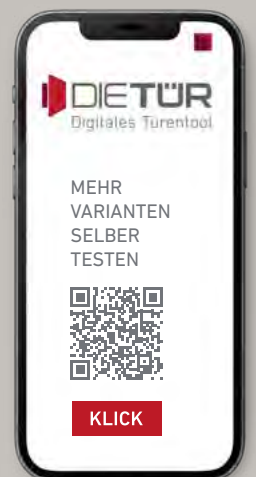 DIETÜR
Digitales Türentool
MEHR
VARIANTEN
SELBER
TESTEN
KLICK